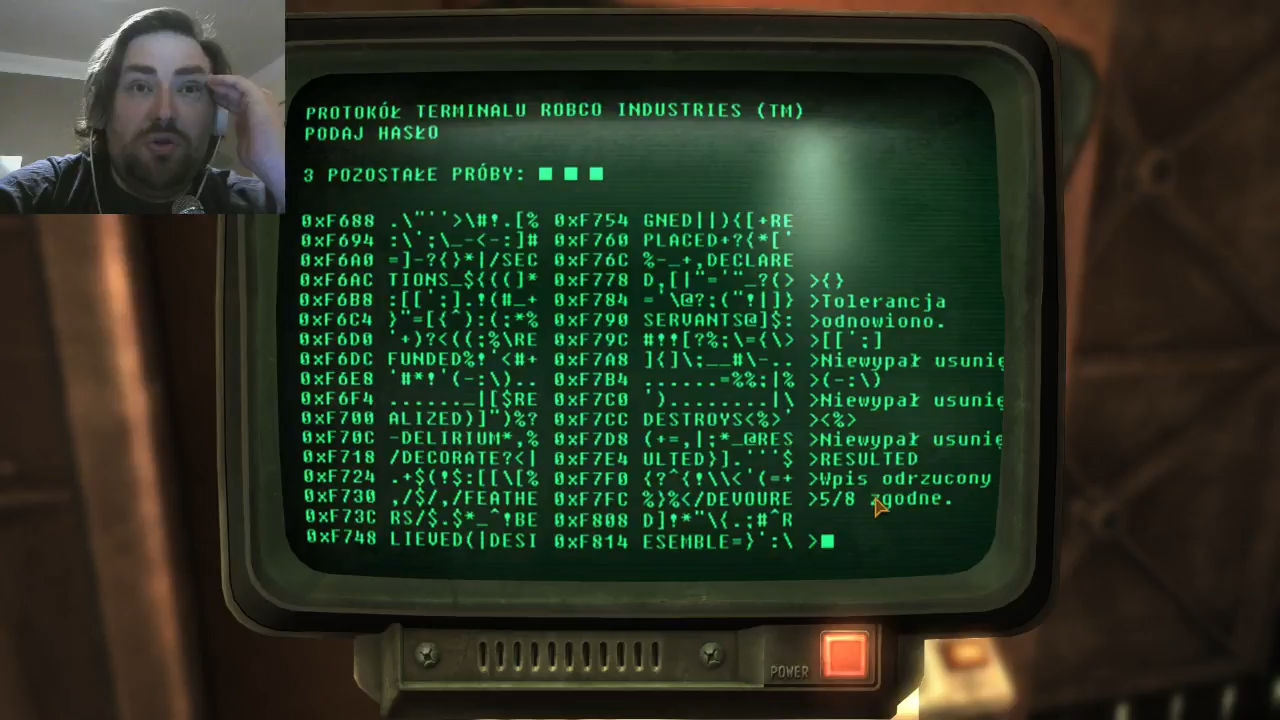 PROTOKÓŁ TERMINALU ROBCO INDUSTRIES (TM)
PODAJ HASŁO
3 POZOSTAŁE PRÓBY: ■ ■ ■
0xF688 .\"''>\#!.[% 0xF754 GNED||){[+RE
0xF694 :\';\_-<-:]# 0xF760 PLACED+?{*['
0xF6A0 =]-?{}*|/SEC 0xF76C %-_+,DECLARE
0xF6AC TIONS_${((]* 0xF778 D,[|"='"_?() >{}
0xF6B8 :[[':].!(#_+ 0xF784 ='\@?;("!|]} >Tolerancja
0xF6C4 }"=[{^):(;*% 0xF790 SERVANTS@]$: >odnowiono.
0xF6D0 '+)?<((;%\RE 0xF79C #!![?%;\={\> >[[':]
0xF6DC FUNDED%!'<#+ 0xF7A8 ]{]\;__#\-.. >Niewypał usunię
0xF6E8 '#*!'(-:\).. 0xF7B4 ......=%%;|% >(-:\)
0xF6F4 ......._|[$RE 0xF7C0 ')........|\ >Niewypał usunię
0xF700 ALIZED)]")%? 0xF7CC DESTROYS<%>' ><%>
0xF70C -DELIRIUM*,% 0xF7D8 (+=,|;*_@RES >Niewypał usunię
0xF718 /DECORATE?<| 0xF7E4 ULTED}].'''$ >RESULTED
0xF724 .+$(!$:[[\[% 0xF7F0 {?^{!\\<'(=+ >Wpis odrzucony
0xF730 ,/$/,/FEATHE 0xF7FC %}%</DEVOURE >5/8 zgodne.
0xF73C RS/$.$*_^!BE 0xF808 D]!*"\{.;#^R
0xF748 LIEVED(|DESI 0xF814 ESEMBLE=}':\ >■
POWER